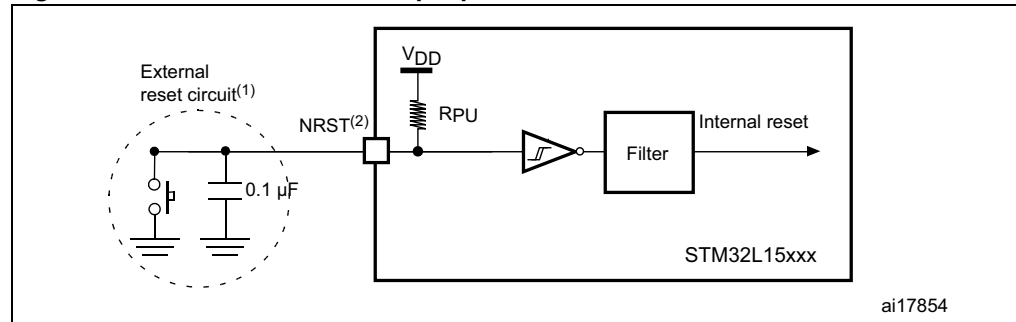 External
reset circuit(1)
NRST(2)
VDD
RPU
0.1 µF
Filter
Internal reset
STM32L15xxx
ai17854